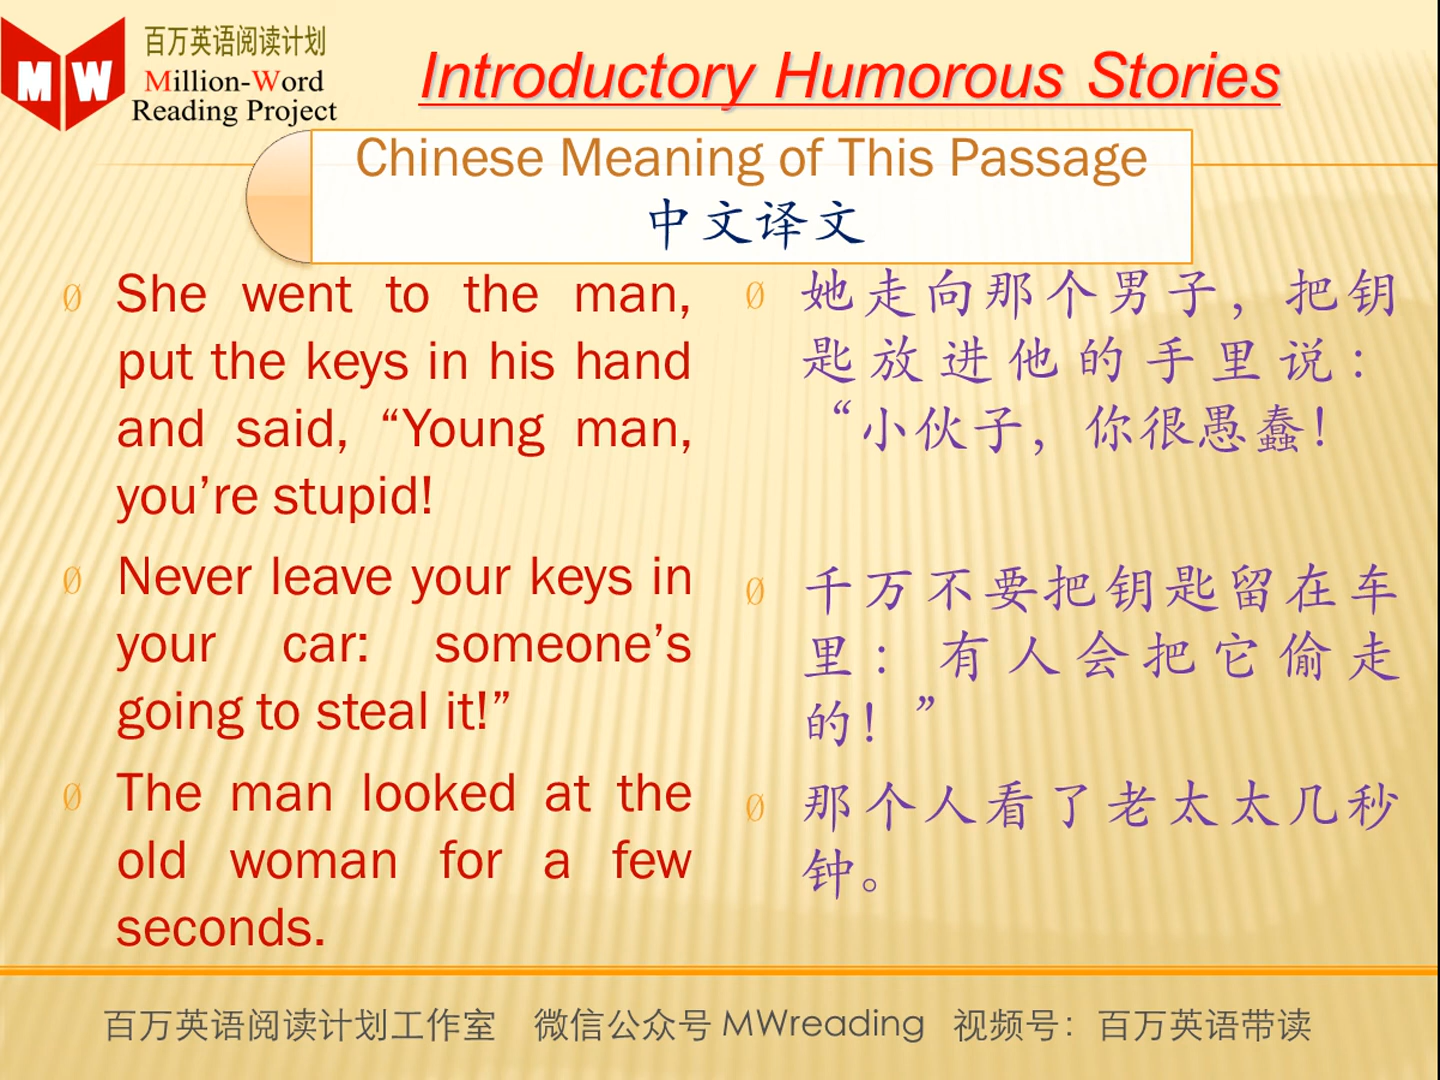 百万英语阅读计划
Million-Word
Reading Project
MW
Introductory Humorous Stories
Chinese Meaning of This Passage
中文译文
She went to the man,
put the keys in his hand
and said, “Young man,
you’re stupid!
Never leave your keys in
your car: someone’s
going to steal it!”
The man looked at the
old woman for a few
seconds.
她走向那个男子，把钥
匙放进他的手里说：
“小伙子，你很愚蠢！
千万不要把钥匙留在车
里：有人会把它偷走
的！”
那个人看了老太太几秒
钟。
百万英语阅读计划工作室 微信公众号 MWreading 视频号：百万英语带读